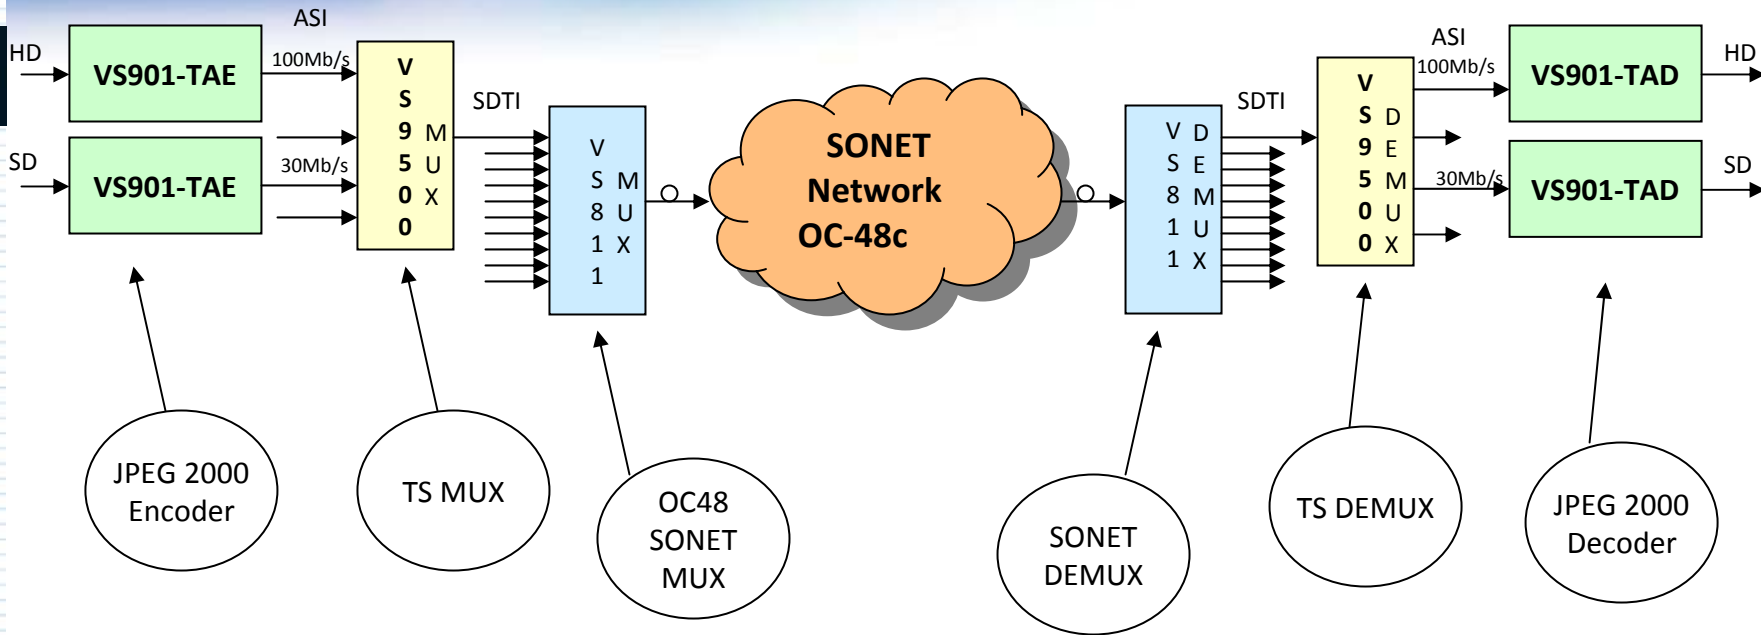 ASI
HD
VS901-TAE
100Mb/s
SD
VS901-TAE
30Mb/s
VS9500
MUX
SDTI
VS811
MUX
SONET
Network
OC-48c
VS811
DEMUX
SDTI
VS9500
DEMUX
ASI
100Mb/s
VS901-TAD
HD
30Mb/s
VS901-TAD
SD
JPEG 2000
Encoder
TS MUX
OC48
SONET
MUX
SONET
DEMUX
TS DEMUX
JPEG 2000
Decoder